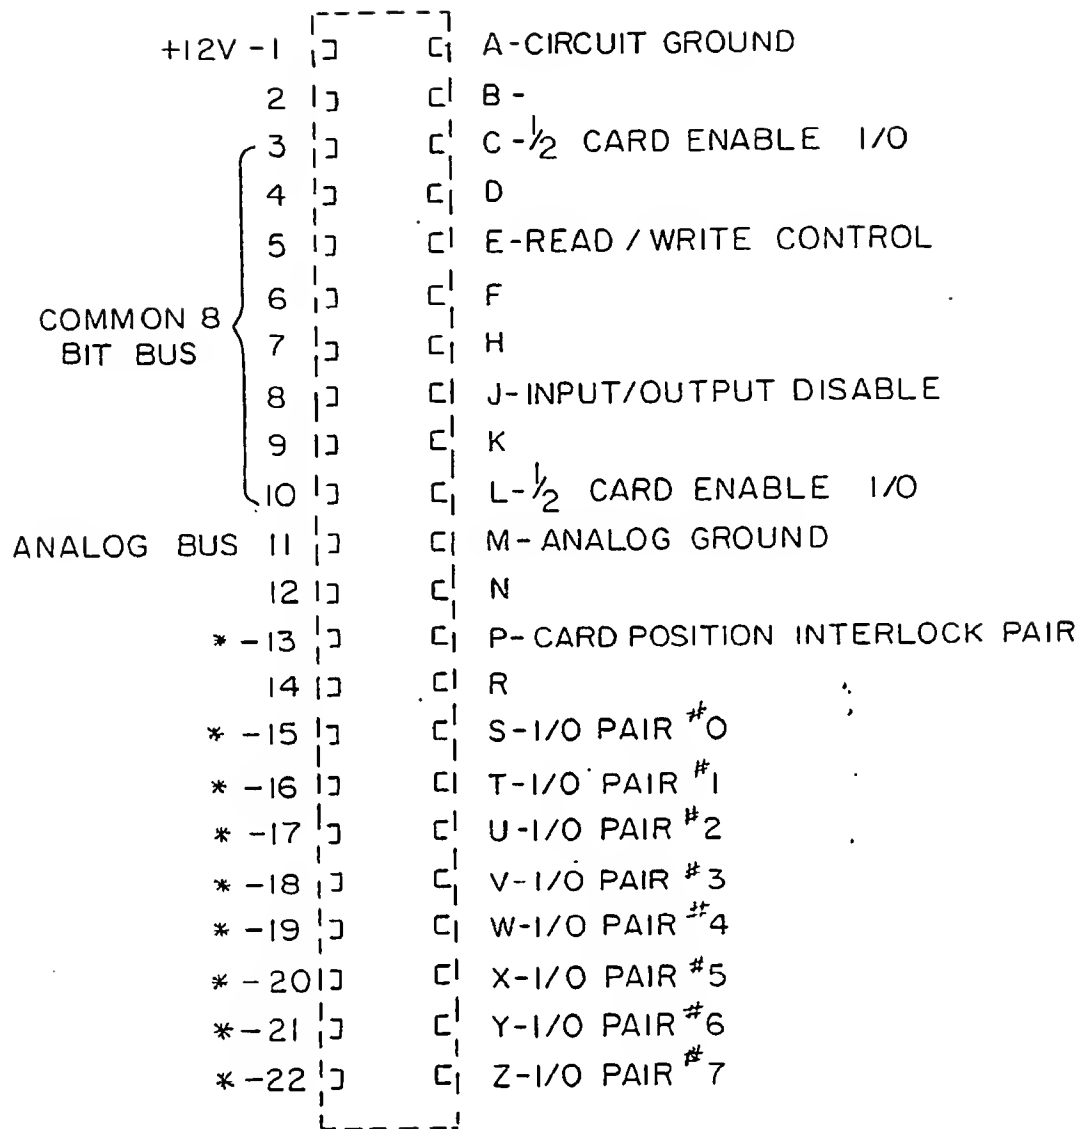 +12V -1 A-CIRCUIT GROUND
2 B-
3 C-1/2 CARD ENABLE I/O
4 D
5 E-READ / WRITE CONTROL
6 F
COMMON 8
BIT BUS
7 H
8 J-INPUT/OUTPUT DISABLE
9 K
10 L-1/2 CARD ENABLE I/O
ANALOG BUS 11 M-ANALOG GROUND
12 N
* -13 P-CARD POSITION INTERLOCK PAIR
14 R
* -15 S-I/O PAIR #0
* -16 T-I/O PAIR #1
* -17 U-I/O PAIR #2
* -18 V-I/O PAIR #3
* -19 W-I/O PAIR #4
* -20 X-I/O PAIR #5
* -21 Y-I/O PAIR #6
* -22 Z-I/O PAIR #7